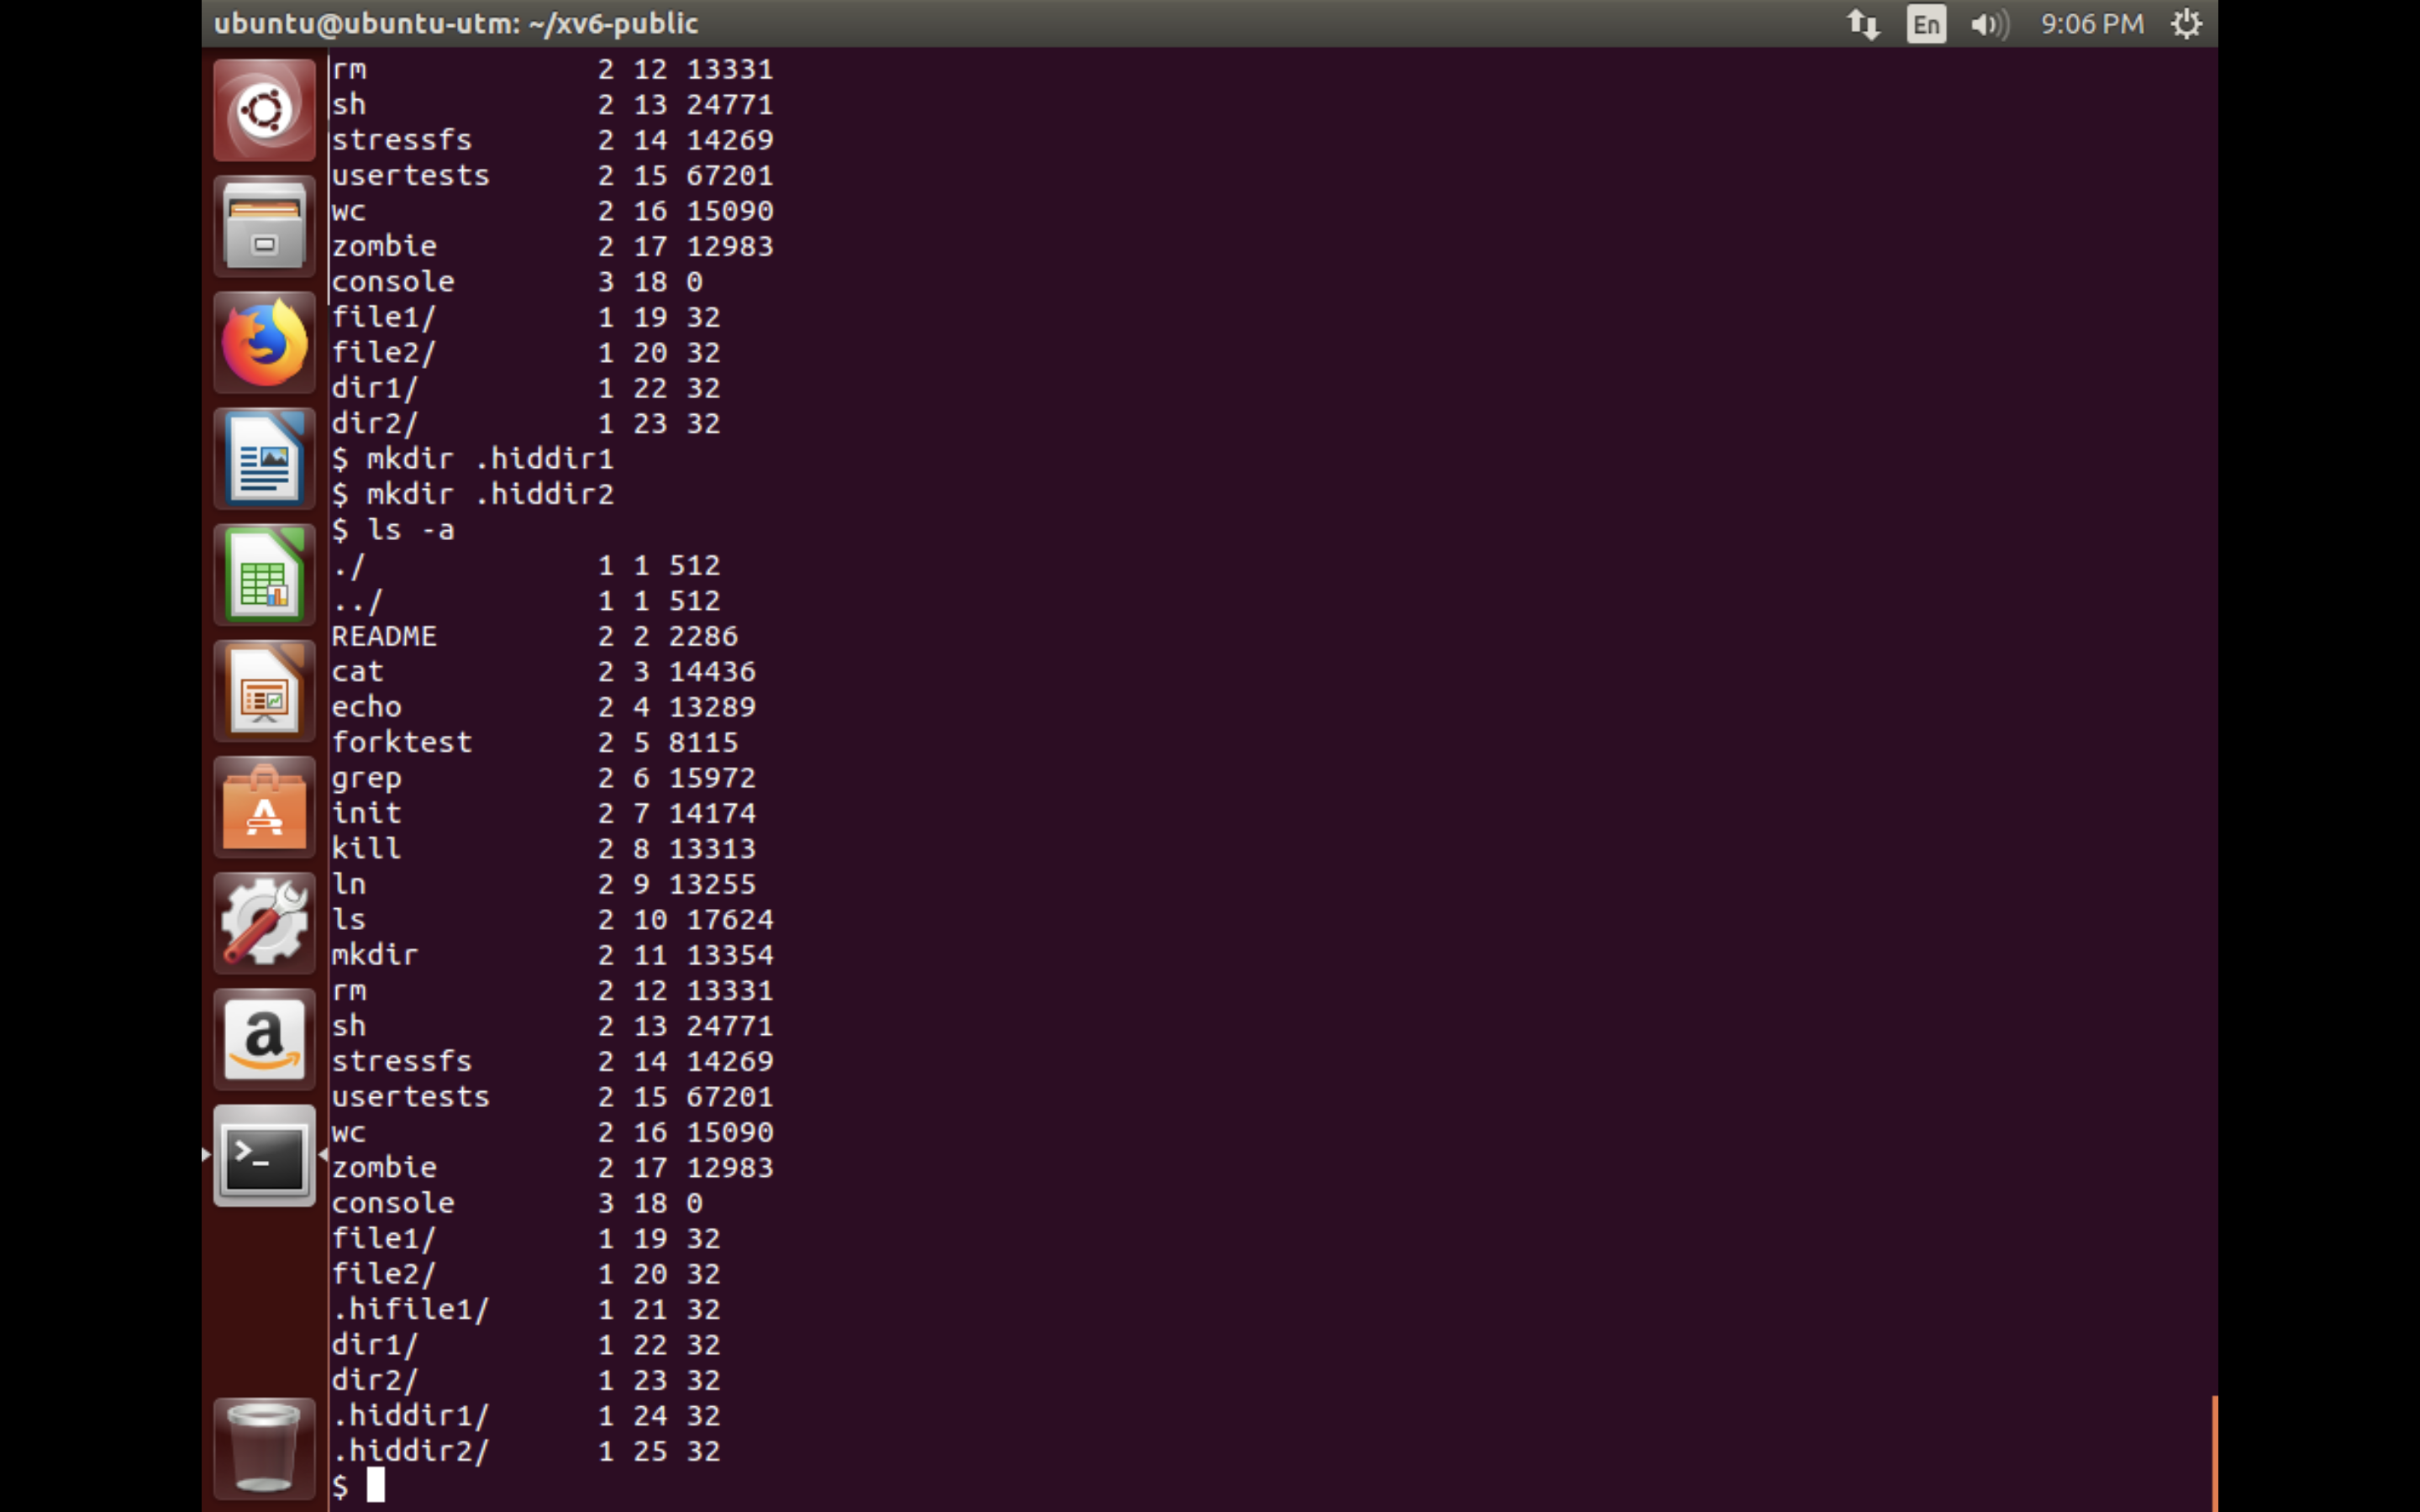 ubuntu@ubuntu-utm: ~/xv6-public En 9:06 PM
rm 2 12 13331
sh 2 13 24771
stressfs 2 14 14269
usertests 2 15 67201
wc 2 16 15090
zombie 2 17 12983
console 3 18 0
file1/ 1 19 32
file2/ 1 20 32
dir1/ 1 22 32
dir2/ 1 23 32
$ mkdir .hiddir1
$ mkdir .hiddir2
$ ls -a
./ 1 1 512
../ 1 1 512
README 2 2 2286
cat 2 3 14436
echo 2 4 13289
forktest 2 5 8115
grep 2 6 15972
init 2 7 14174
kill 2 8 13313
ln 2 9 13255
ls 2 10 17624
mkdir 2 11 13354
rm 2 12 13331
sh 2 13 24771
stressfs 2 14 14269
usertests 2 15 67201
wc 2 16 15090
zombie 2 17 12983
console 3 18 0
file1/ 1 19 32
file2/ 1 20 32
.hifile1/ 1 21 32
dir1/ 1 22 32
dir2/ 1 23 32
.hiddir1/ 1 24 32
.hiddir2/ 1 25 32
$